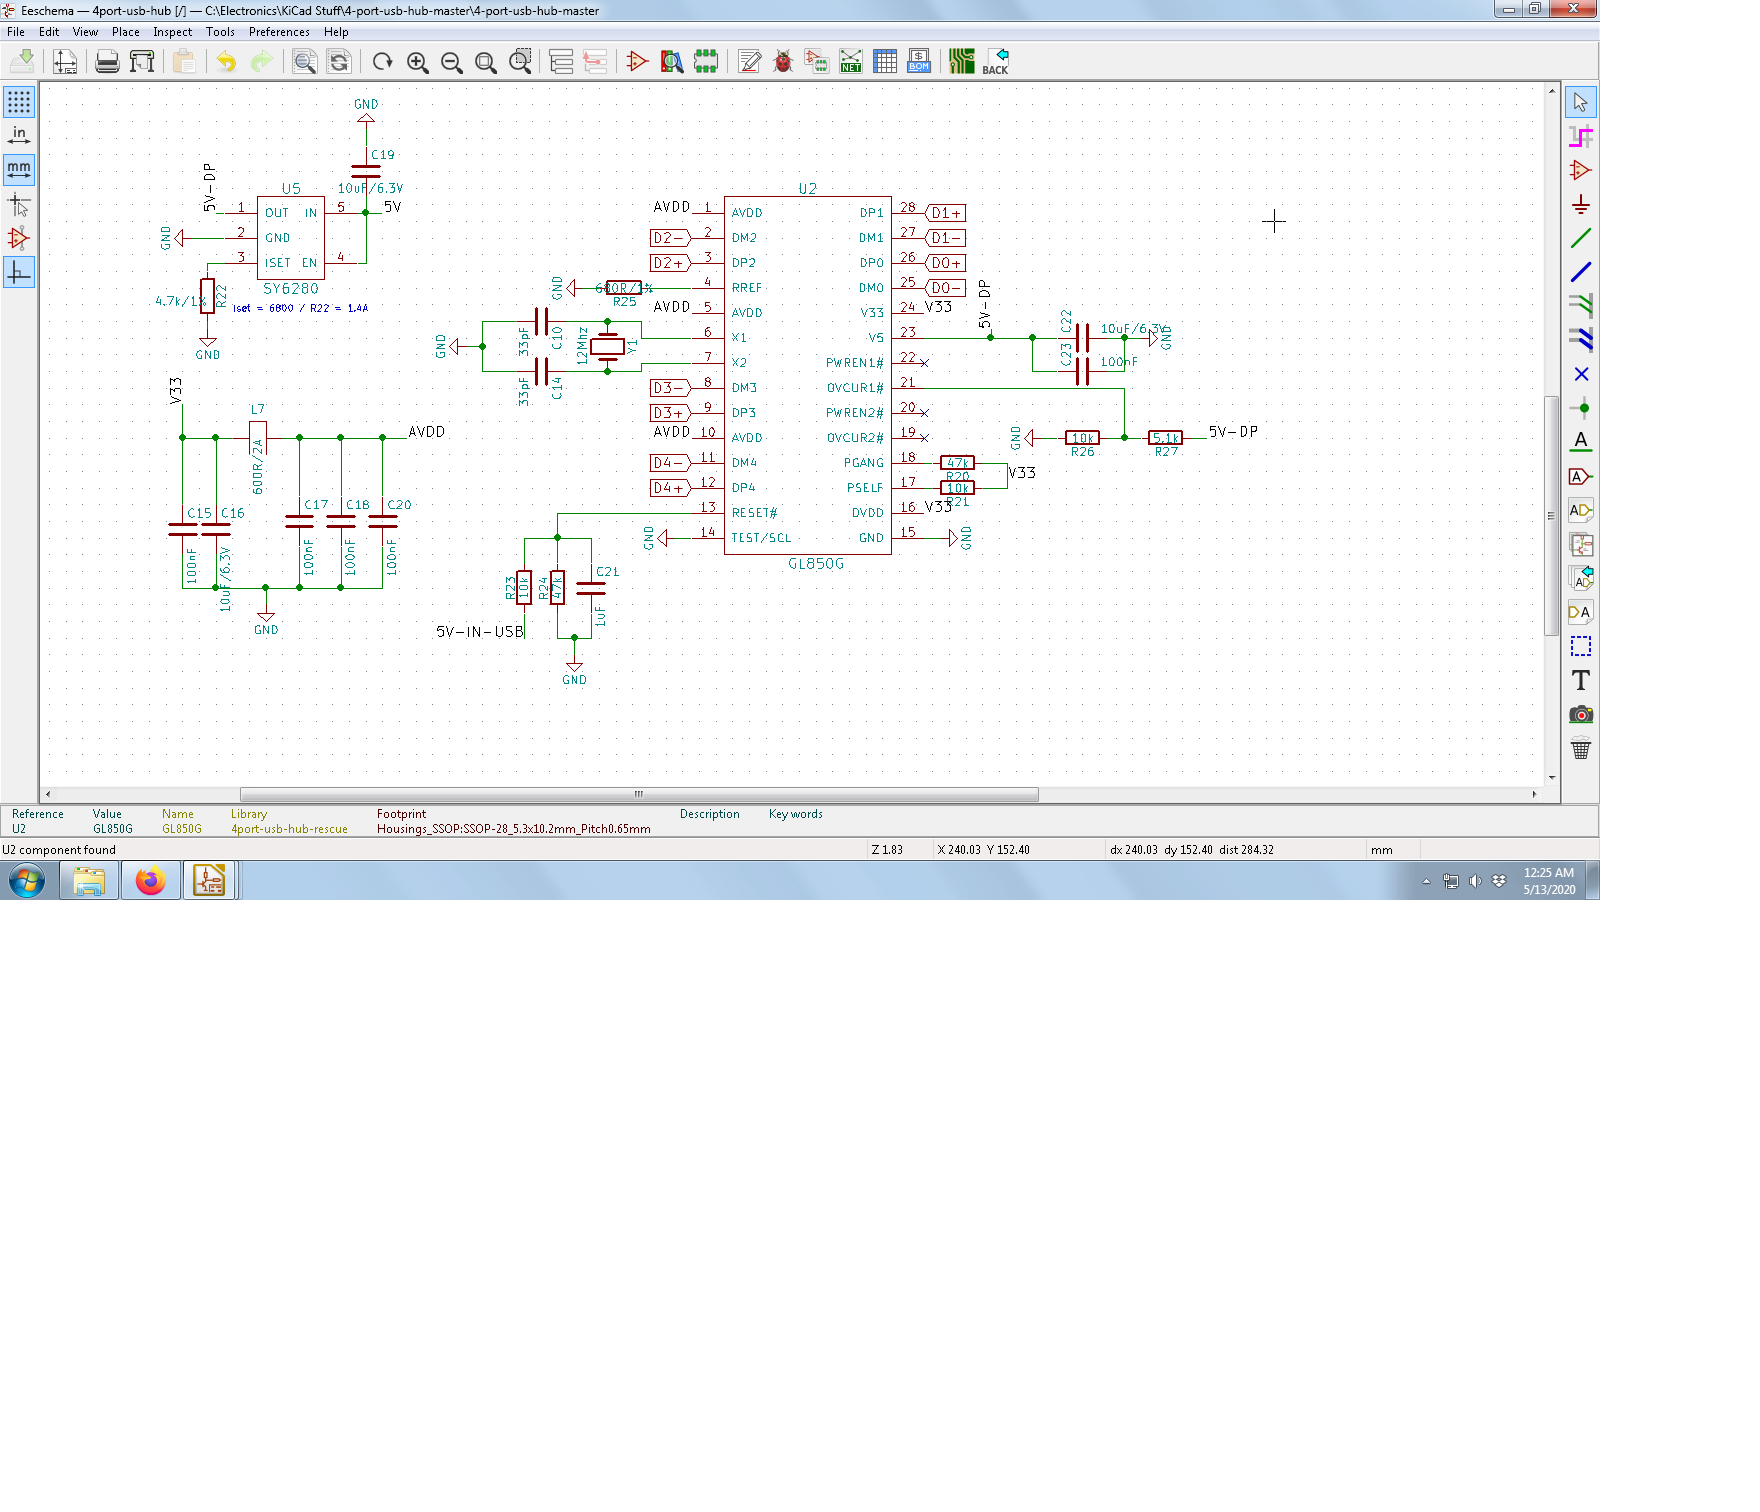 Eeschema — 4port-usb-hub [/] — C:\Electronics\KiCad Stuff\4-port-usb-hub-master\4-port-usb-hub-master
File Edit View Place Inspect Tools Preferences Help
NET
$
BOM
BACK
in
mm
GND
C19
10uF/6.3V
5V-DP
U5
1 OUT IN 5
5V
GND
2 GND
3 ISET EN 4
SY6280
4.7k/1%
R22
Iset = 6800 / R22 = 1.4A
GND
V33
L7
600R/2A
AVDD
C15
C16
C17
C18
C20
100nF
10uF/6.3V
100nF
100nF
100nF
GND
U2
AVDD 1 AVDD DP1 28 D1+
D2- 2 DM2 DM1 27 D1-
D2+ 3 DP2 DP0 26 D0+
GND 680R/1% 4 RREF DM0 25 D0-
R25
AVDD 5 AVDD V33 24 V33
6 X1 V5 23
7 X2 PWREN1# 22
D3- 8 DM3 OVCUR1# 21
D3+ 9 DP3 PWREN2# 20
AVDD 10 AVDD OVCUR2# 19
D4- 11 DM4 PGANG 18 47k
R20
D4+ 12 DP4 PSELF 17 10k
R21
V33
13 RESET# DVDD 16 V33
GND 14 TEST/SCL GND 15 GND
GL850G
GND
33pF
C10
33pF
C14
12Mhz
Y1
5V-DP
C22
10uF/6.3V
C23
100nF
GND
GND
10k
R26
5.1k
R27
5V-DP
R23
10k
R24
47k
C21
1uF
5V-IN-USB
GND
A
A
AD
AD
DA
T
Reference Value Name Library Footprint Description Key words
U2 GL850G GL850G 4port-usb-hub-rescue Housings_SSOP:SSOP-28_5.3x10.2mm_Pitch0.65mm
U2 component found Z 1.83 X 240.03 Y 152.40 dx 240.03 dy 152.40 dist 284.32 mm
12:25 AM
5/13/2020